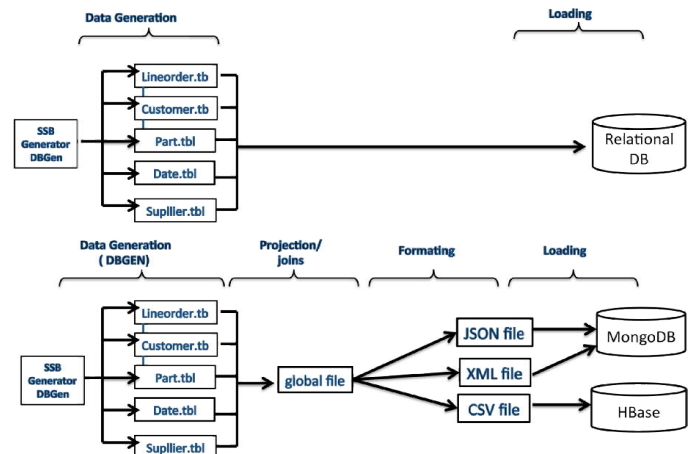 Data Generation
Loading
Lineorder.tb
Customer.tb
Part.tbl
Date.tbl
Supllier.tbl
SSB
Generator
DBGen
Relational
DB
Data Generation
( DBGEN)
Projection/
joins
Formating
Loading
Lineorder.tb
Customer.tb
Part.tbl
Date.tbl
Supllier.tbl
SSB
Generator
DBGen
global file
JSON file
XML file
CSV file
MongoDB
HBase